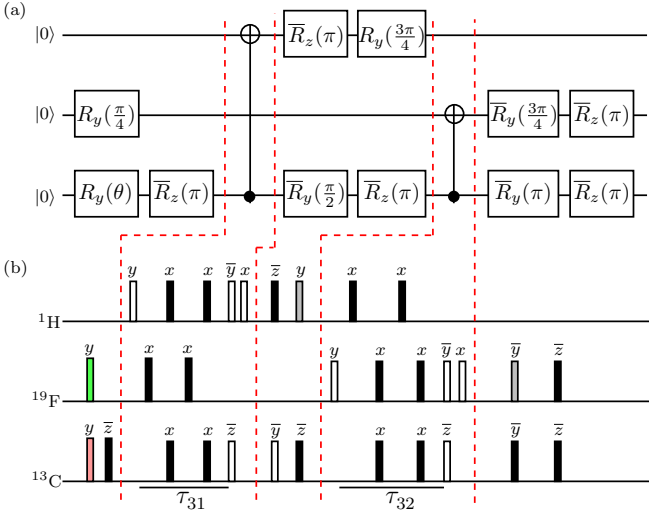 (a)
|0⟩ R̅z(π) Ry(3π/4)
|0⟩ Ry(π/4) R̅y(3π/4) R̅z(π)
|0⟩ Ry(θ) R̅z(π) R̅y(π/2) R̅z(π) R̅y(π) R̅z(π)
(b)
y x x y̅ x z̅ y x x
¹H
y x x y x x y̅ x y̅ z̅
¹⁹F
y z̅ x x z̅ y̅ z̅ x x z̅ y̅ z̅
¹³C
τ₃₁ τ₃₂